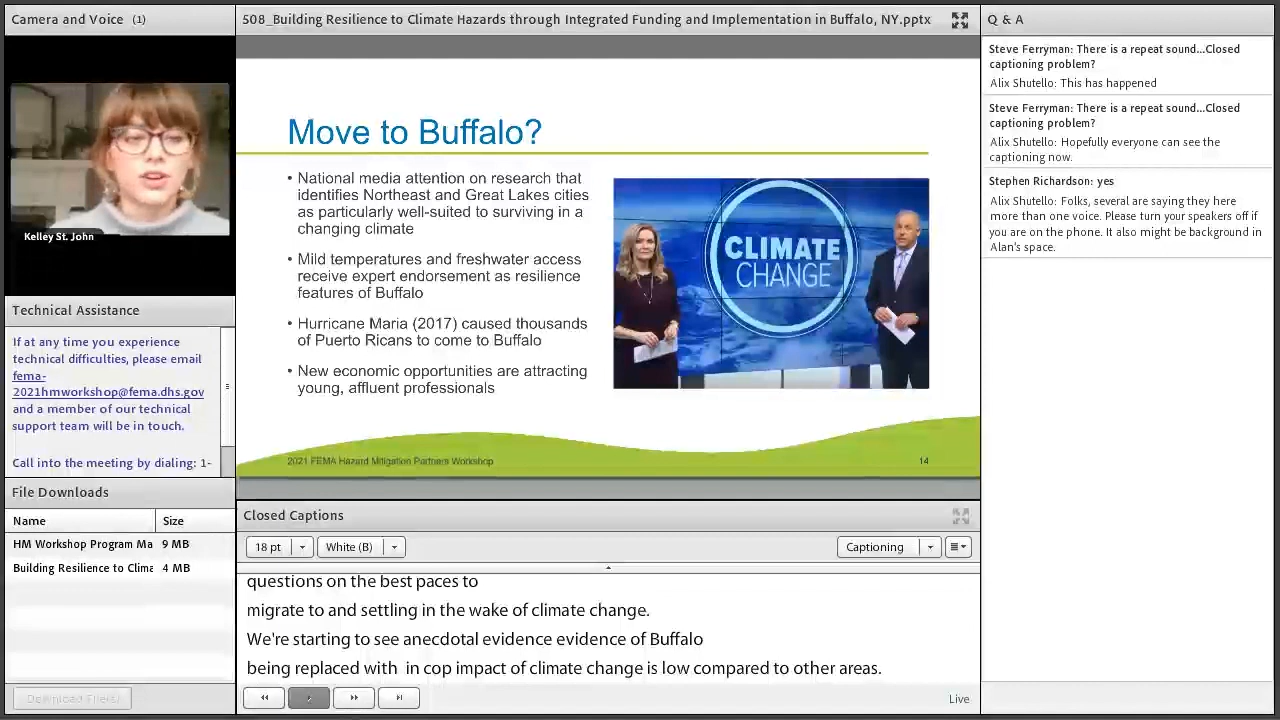 Camera and Voice (1)
Kelley St. John
Technical Assistance
If at any time you experience
technical difficulties, please email
fema-
2021hmworkshop@fema.dhs.gov
and a member of our technical
support team will be in touch.
Call into the meeting by dialing: 1-
File Downloads
Name Size
HM Workshop Program Ma 9 MB
Building Resilience to Clima 4 MB
Download File(s)
508_Building Resilience to Climate Hazards through Integrated Funding and Implementation in Buffalo, NY.pptx
Move to Buffalo?
• National media attention on research that
identifies Northeast and Great Lakes cities
as particularly well-suited to surviving in a
changing climate
• Mild temperatures and freshwater access
receive expert endorsement as resilience
features of Buffalo
• Hurricane Maria (2017) caused thousands
of Puerto Ricans to come to Buffalo
• New economic opportunities are attracting
young, affluent professionals
CLIMATE
CHANGE
2021 FEMA Hazard Mitigation Partners Workshop 14
Closed Captions
18 pt White (B) Captioning
questions on the best paces to
migrate to and settling in the wake of climate change.
We're starting to see anecdotal evidence evidence of Buffalo
being replaced with  in cop impact of climate change is low compared to other areas.
Live
Q & A
Steve Ferryman: There is a repeat sound...Closed
captioning problem?
Alix Shutello: This has happened
Steve Ferryman: There is a repeat sound...Closed
captioning problem?
Alix Shutello: Hopefully everyone can see the
captioning now.
Stephen Richardson: yes
Alix Shutello: Folks, several are saying they here
more than one voice. Please turn your speakers off if
you are on the phone. It also might be background in
Alan's space.